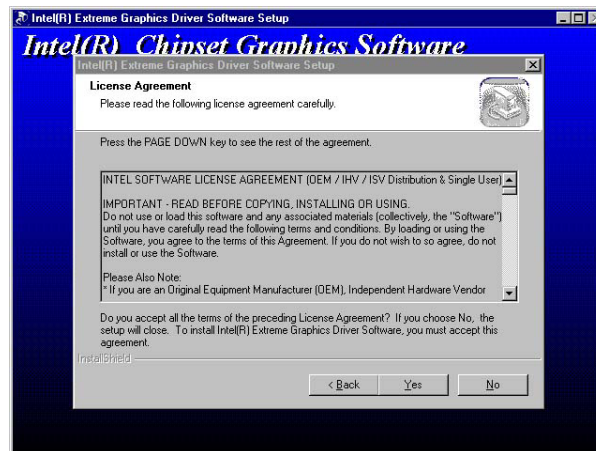 Intel(R) Extreme Graphics Driver Software Setup
Intel(R) Chipset Graphics Software
Intel(R) Extreme Graphics Driver Software Setup
License Agreement
Please read the following license agreement carefully.
Press the PAGE DOWN key to see the rest of the agreement.
INTEL SOFTWARE LICENSE AGREEMENT (OEM / IHV / ISV Distribution & Single User)
IMPORTANT - READ BEFORE COPYING, INSTALLING OR USING.
Do not use or load this software and any associated materials (collectively, the "Software")
until you have carefully read the following terms and conditions. By loading or using the
Software, you agree to the terms of this Agreement. If you do not wish to so agree, do not
install or use the Software.
Please Also Note:
* If you are an Original Equipment Manufacturer (OEM), Independent Hardware Vendor
Do you accept all the terms of the preceding License Agreement? If you choose No, the
setup will close. To install Intel(R) Extreme Graphics Driver Software, you must accept this
agreement.
InstallShield
< Back Yes No